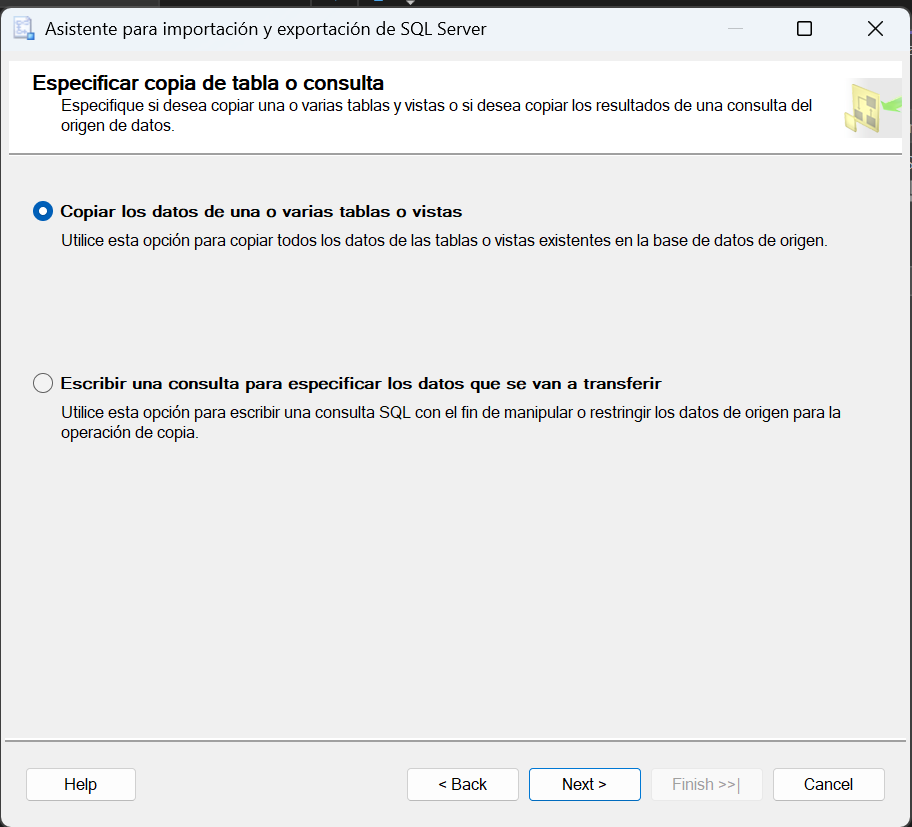 Asistente para importación y exportación de SQL Server
Especificar copia de tabla o consulta
Especifique si desea copiar una o varias tablas y vistas o si desea copiar los resultados de una consulta del
origen de datos.
Copiar los datos de una o varias tablas o vistas
Utilice esta opción para copiar todos los datos de las tablas o vistas existentes en la base de datos de origen.
Escribir una consulta para especificar los datos que se van a transferir
Utilice esta opción para escribir una consulta SQL con el fin de manipular o restringir los datos de origen para la
operación de copia.
Help
< Back
Next >
Finish >>|
Cancel